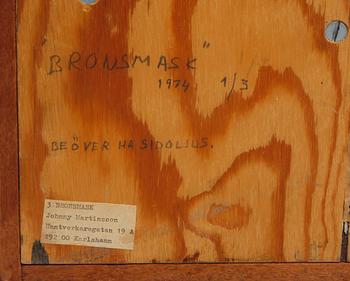 "BRONSMASK"
1974 1/3
BEÖVER HA SIDOLJUS.
3 BRONSMASK
Johnny Martinsson
Hantverkaregatan 19 A
292 00 Karlshamn